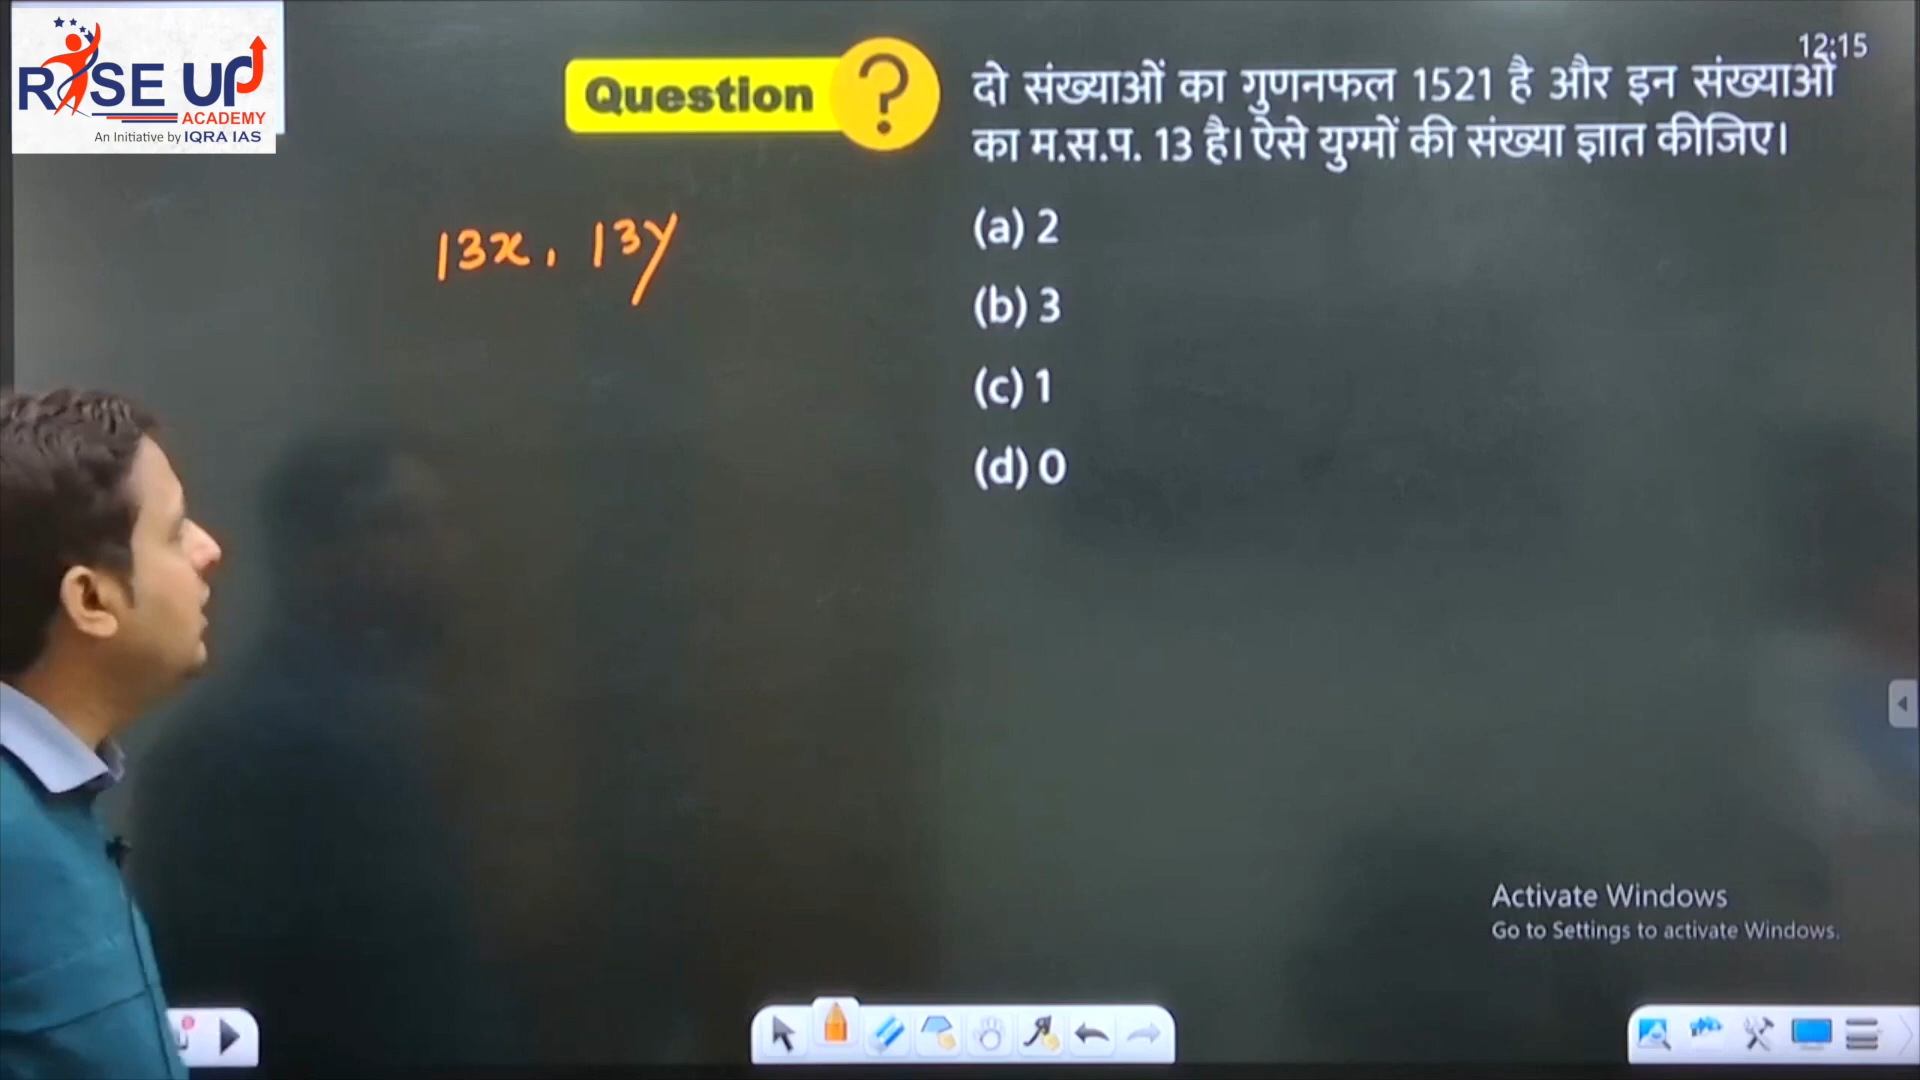 RISE UP
ACADEMY
An Initiative by IQRA IAS
12:15
Question ?
दो संख्याओं का गुणनफल 1521 है और इन संख्याओं
का म.स.प. 13 है। ऐसे युग्मों की संख्या ज्ञात कीजिए।
13x, 13y
(a) 2
(b) 3
(c) 1
(d) 0
Activate Windows
Go to Settings to activate Windows.